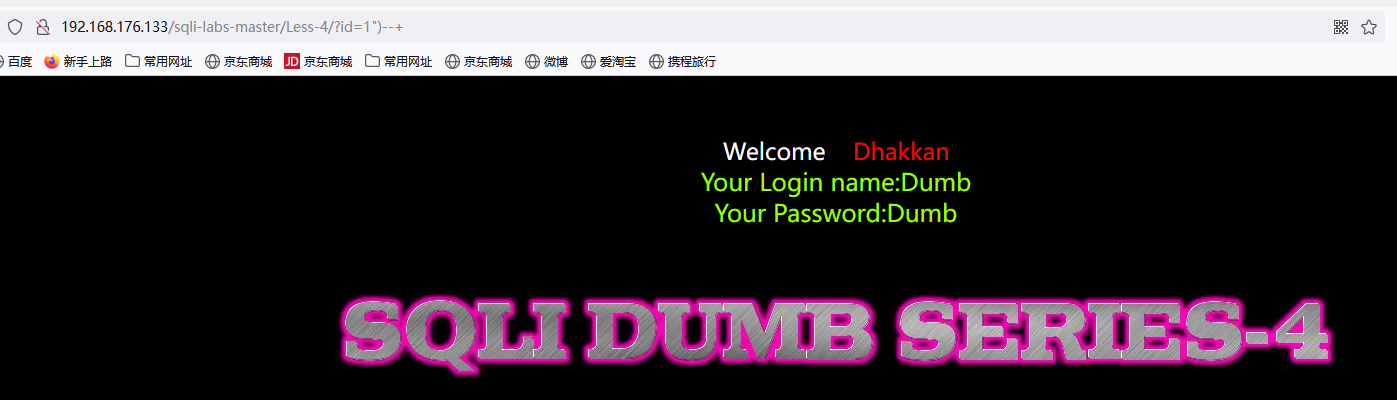 192.168.176.133/sqli-labs-master/Less-4/?id=1")--+
百度 新手上路 常用网址 京东商城 JD 京东商城 常用网址 京东商城 微博 爱淘宝 携程旅行
Welcome Dhakkan
Your Login name:Dumb
Your Password:Dumb
SQLI DUMB SERIES-4